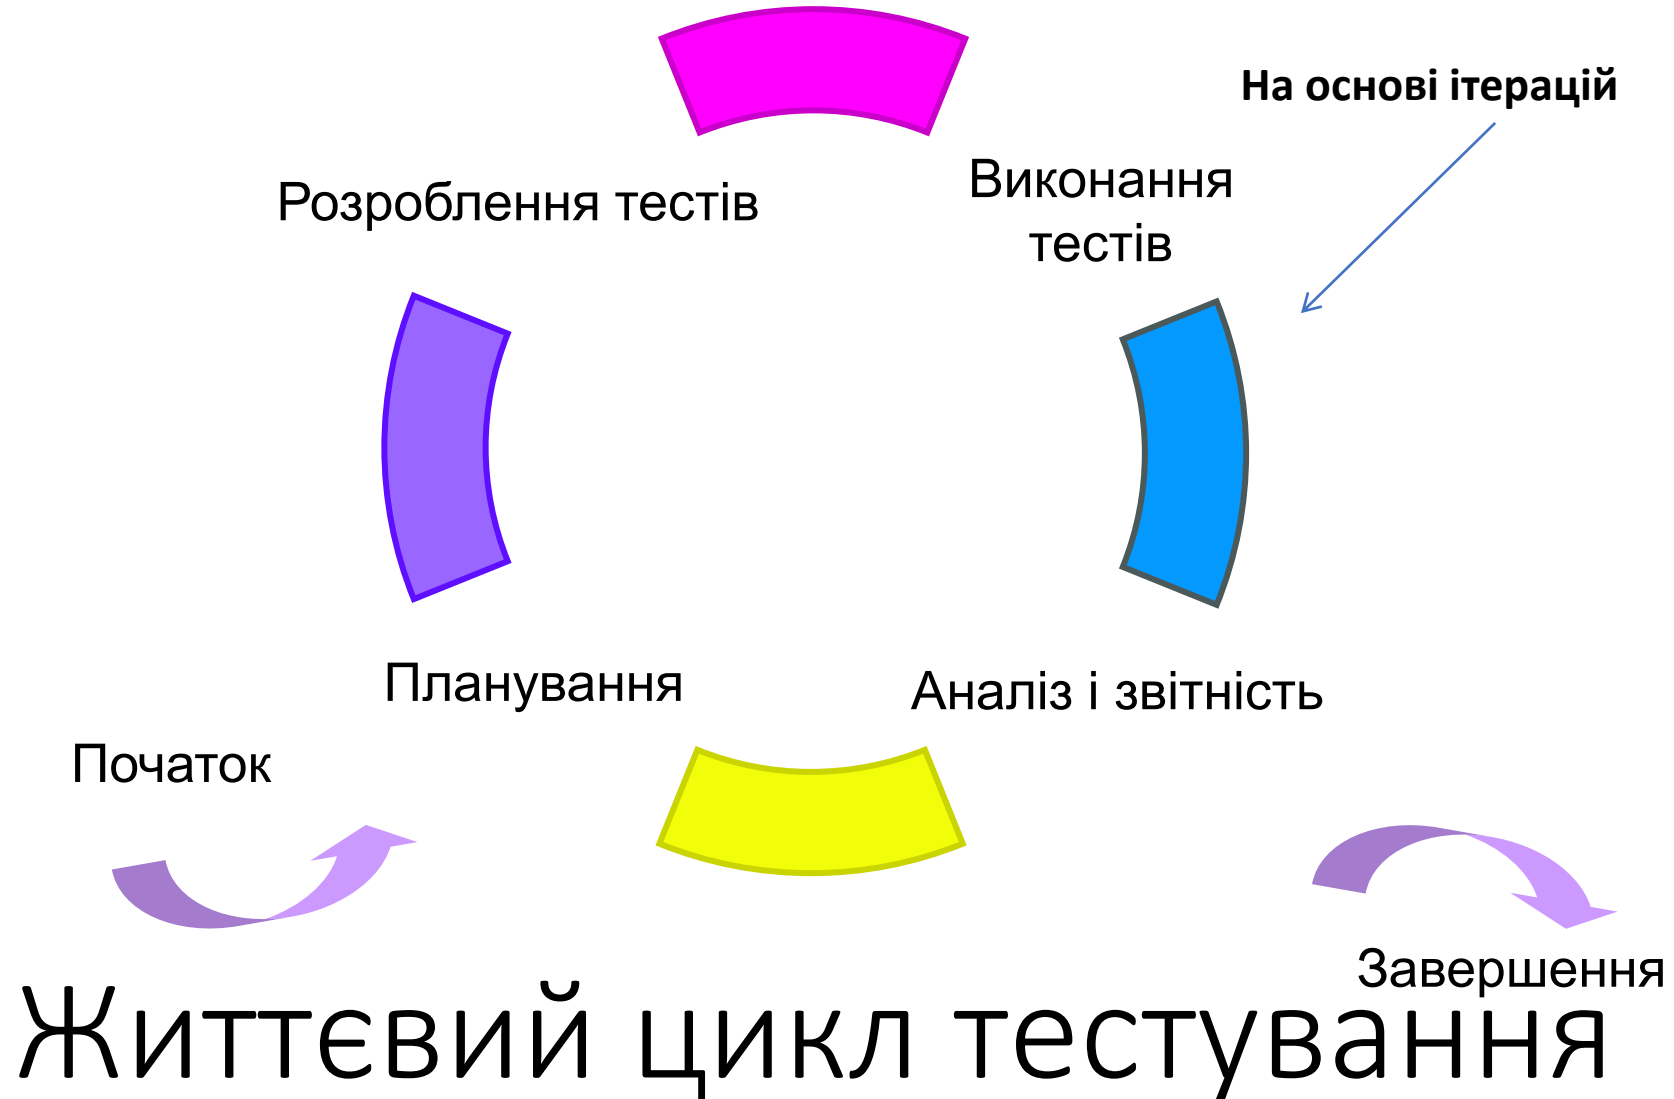 На основі ітерацій
Розроблення тестів
Виконання
тестів
Планування
Аналіз і звітність
Початок
Завершення
Життєвий цикл тестування